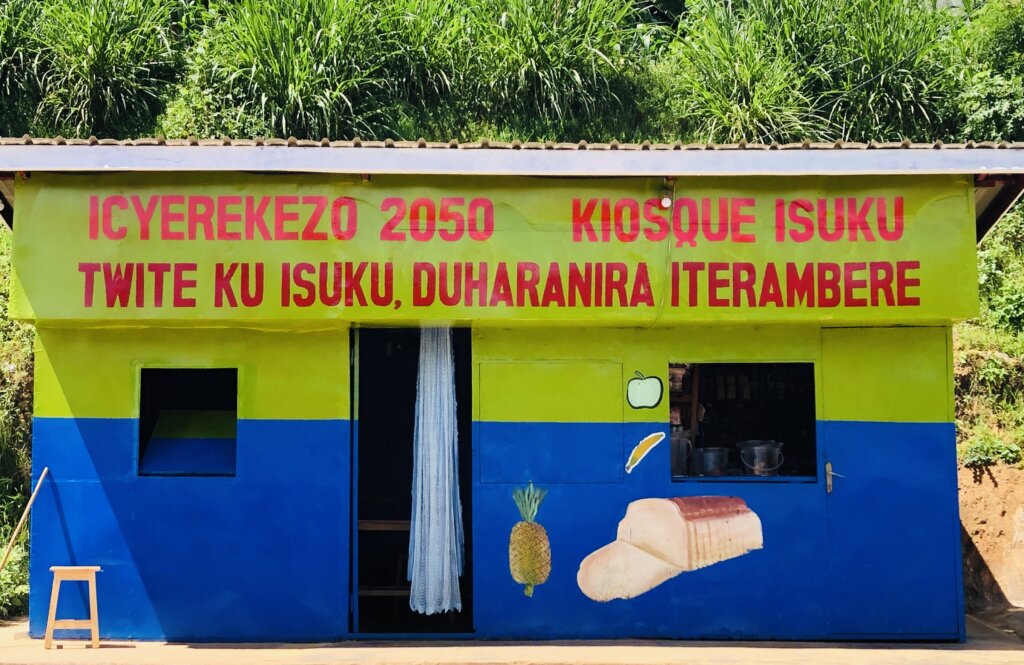 ICYEREKEZO 2050 KIOSQUE ISUKU
TWITE KU ISUKU, DUHARANIRA ITERAMBERE